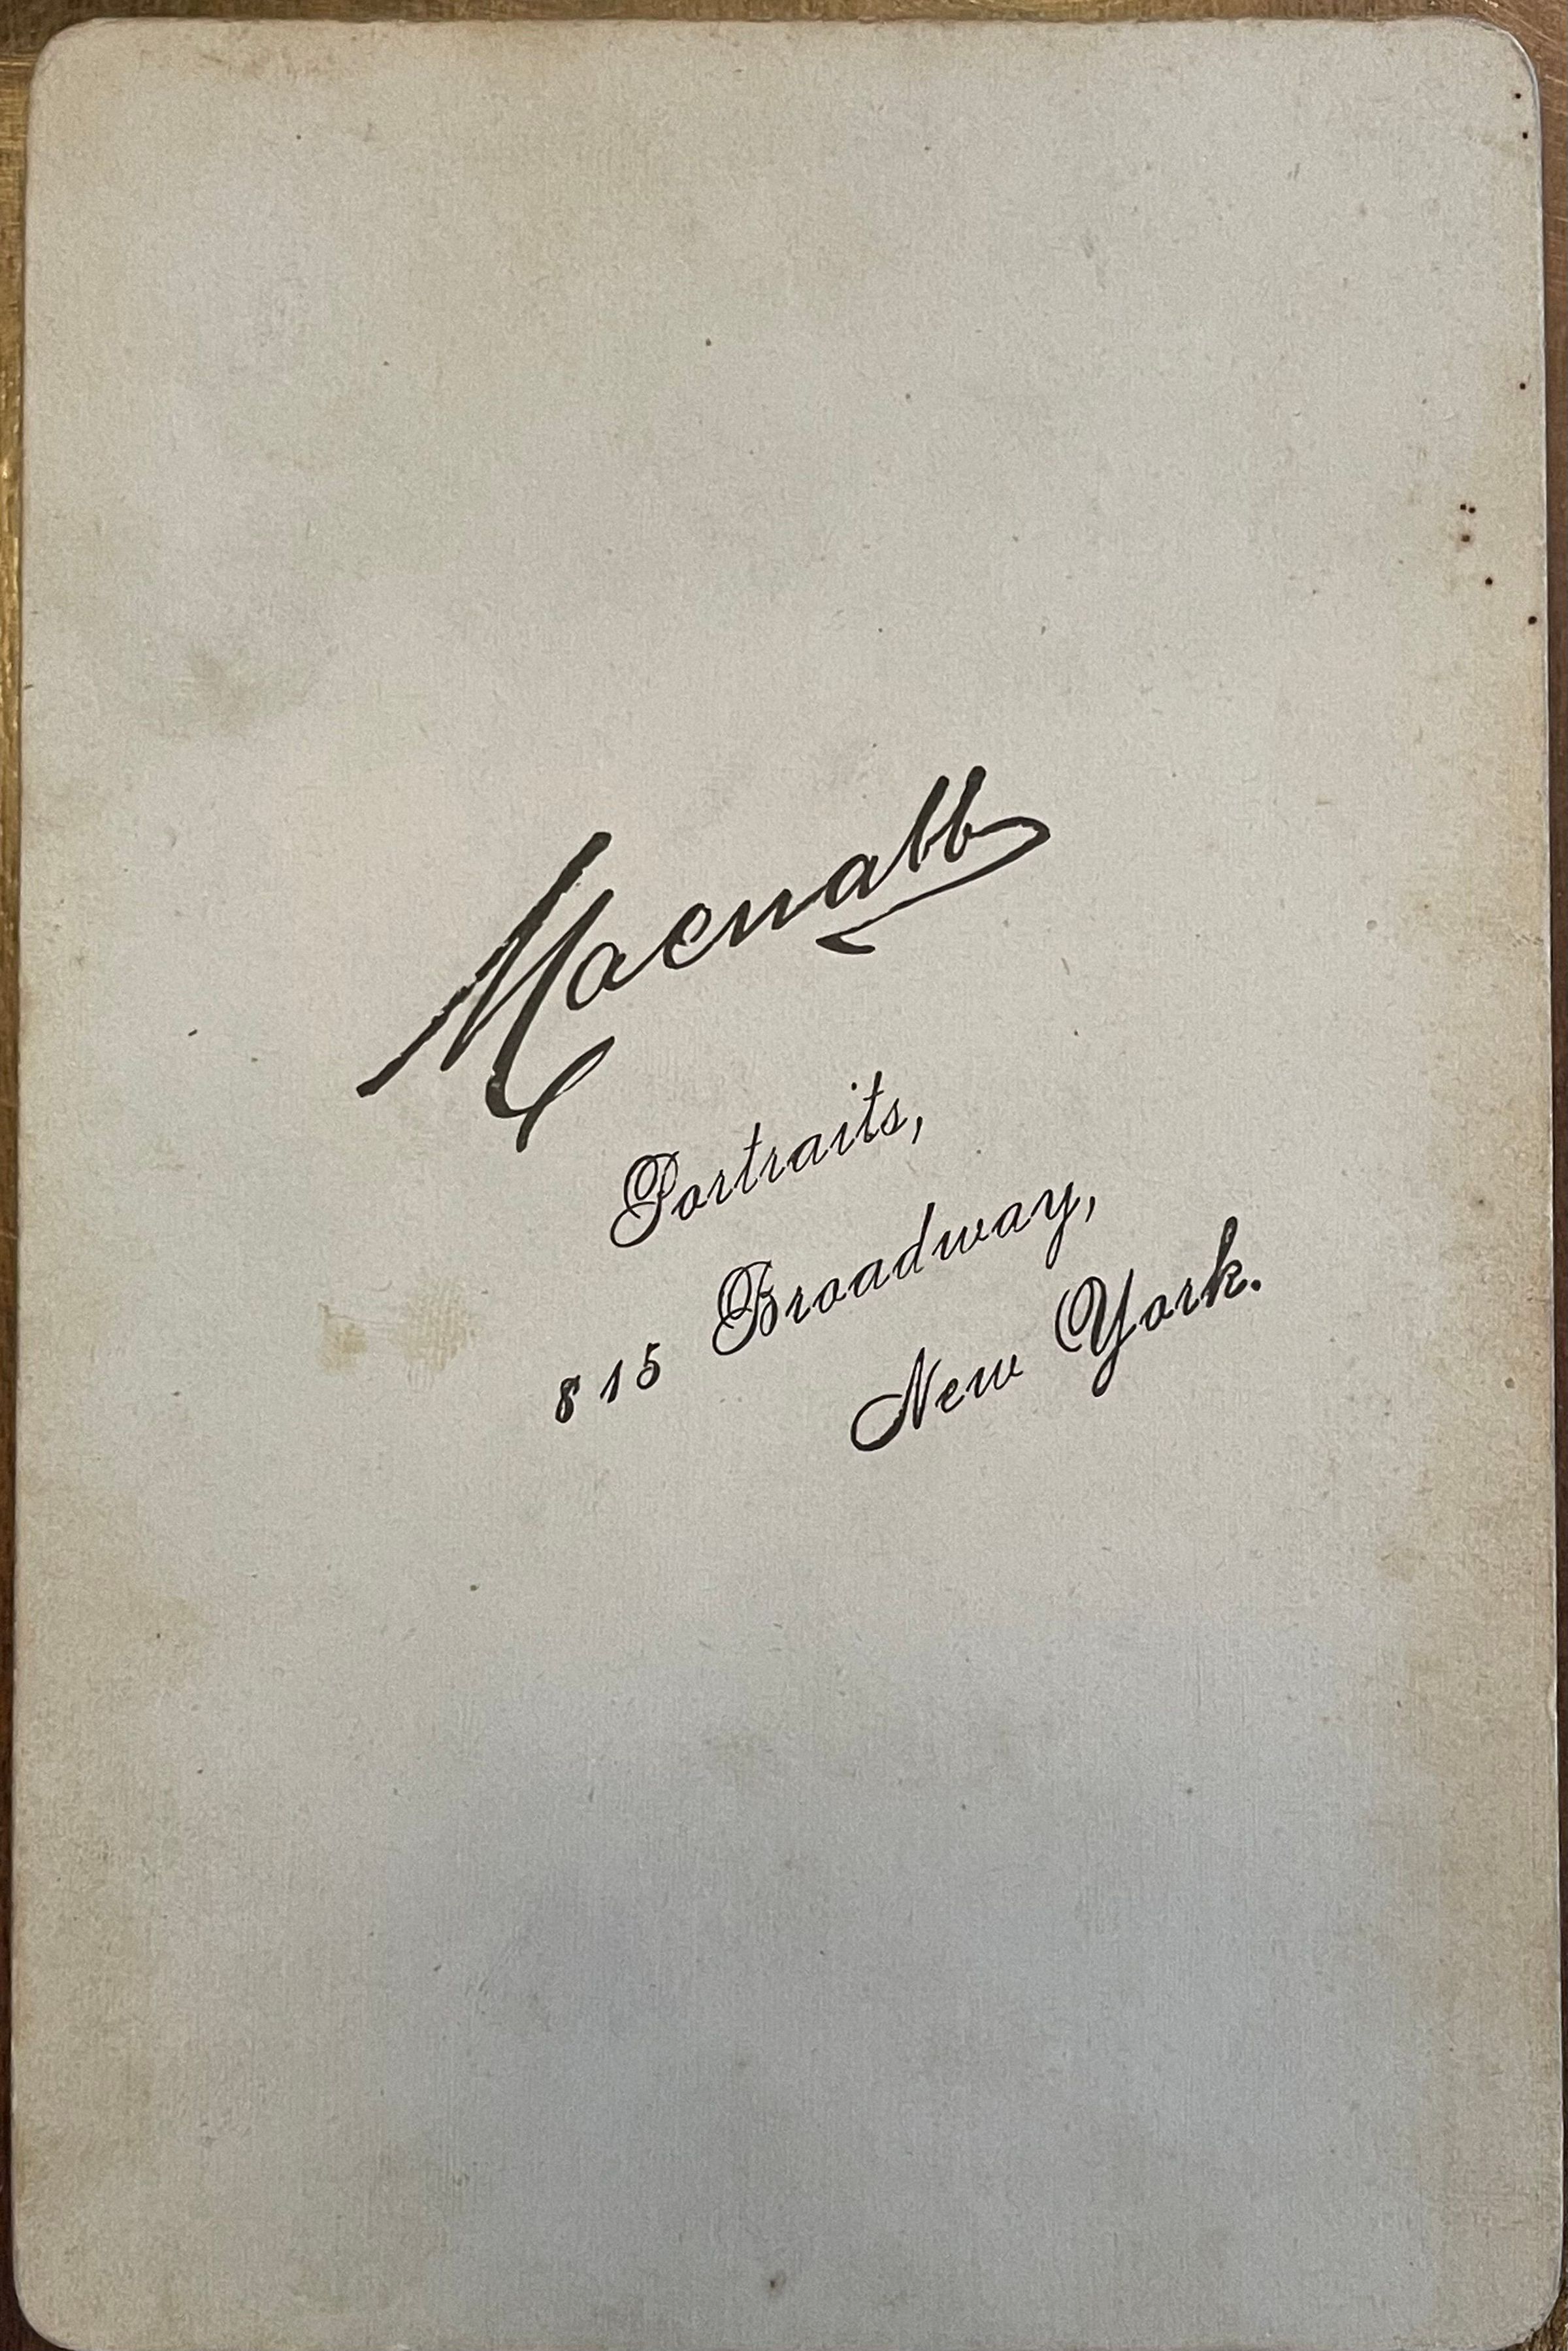 Macnabb
Portraits,
815 Broadway,
New York.